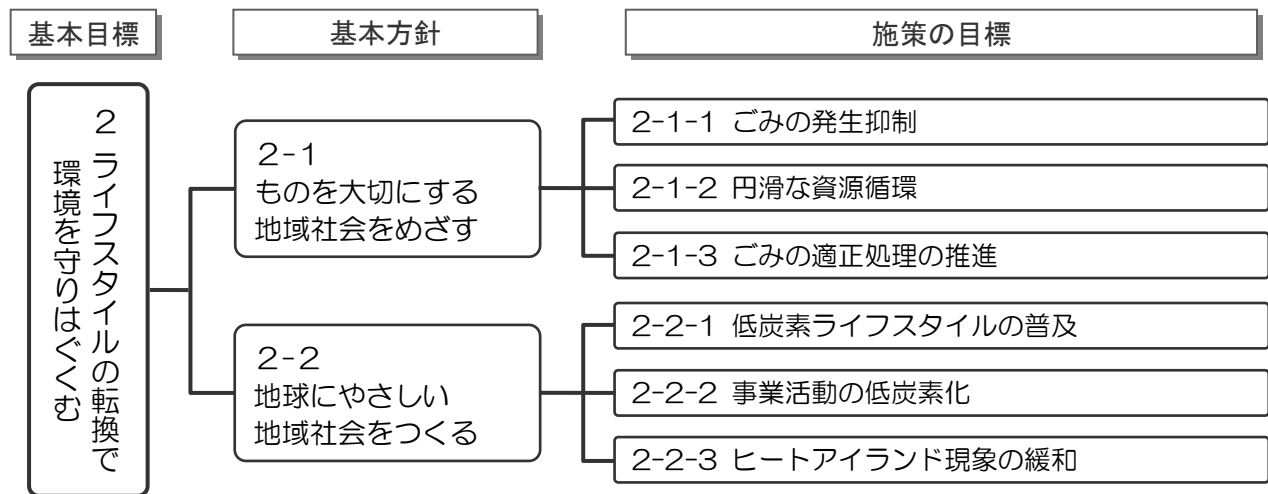 基本目標
基本方針
施策の目標
2 ライフスタイルの転換で
環境を守りはぐくむ
2-1
ものを大切にする
地域社会をめざす
2-1-1 ごみの発生抑制
2-1-2 円滑な資源循環
2-1-3 ごみの適正処理の推進
2-2
地球にやさしい
地域社会をつくる
2-2-1 低炭素ライフスタイルの普及
2-2-2 事業活動の低炭素化
2-2-3 ヒートアイランド現象の緩和